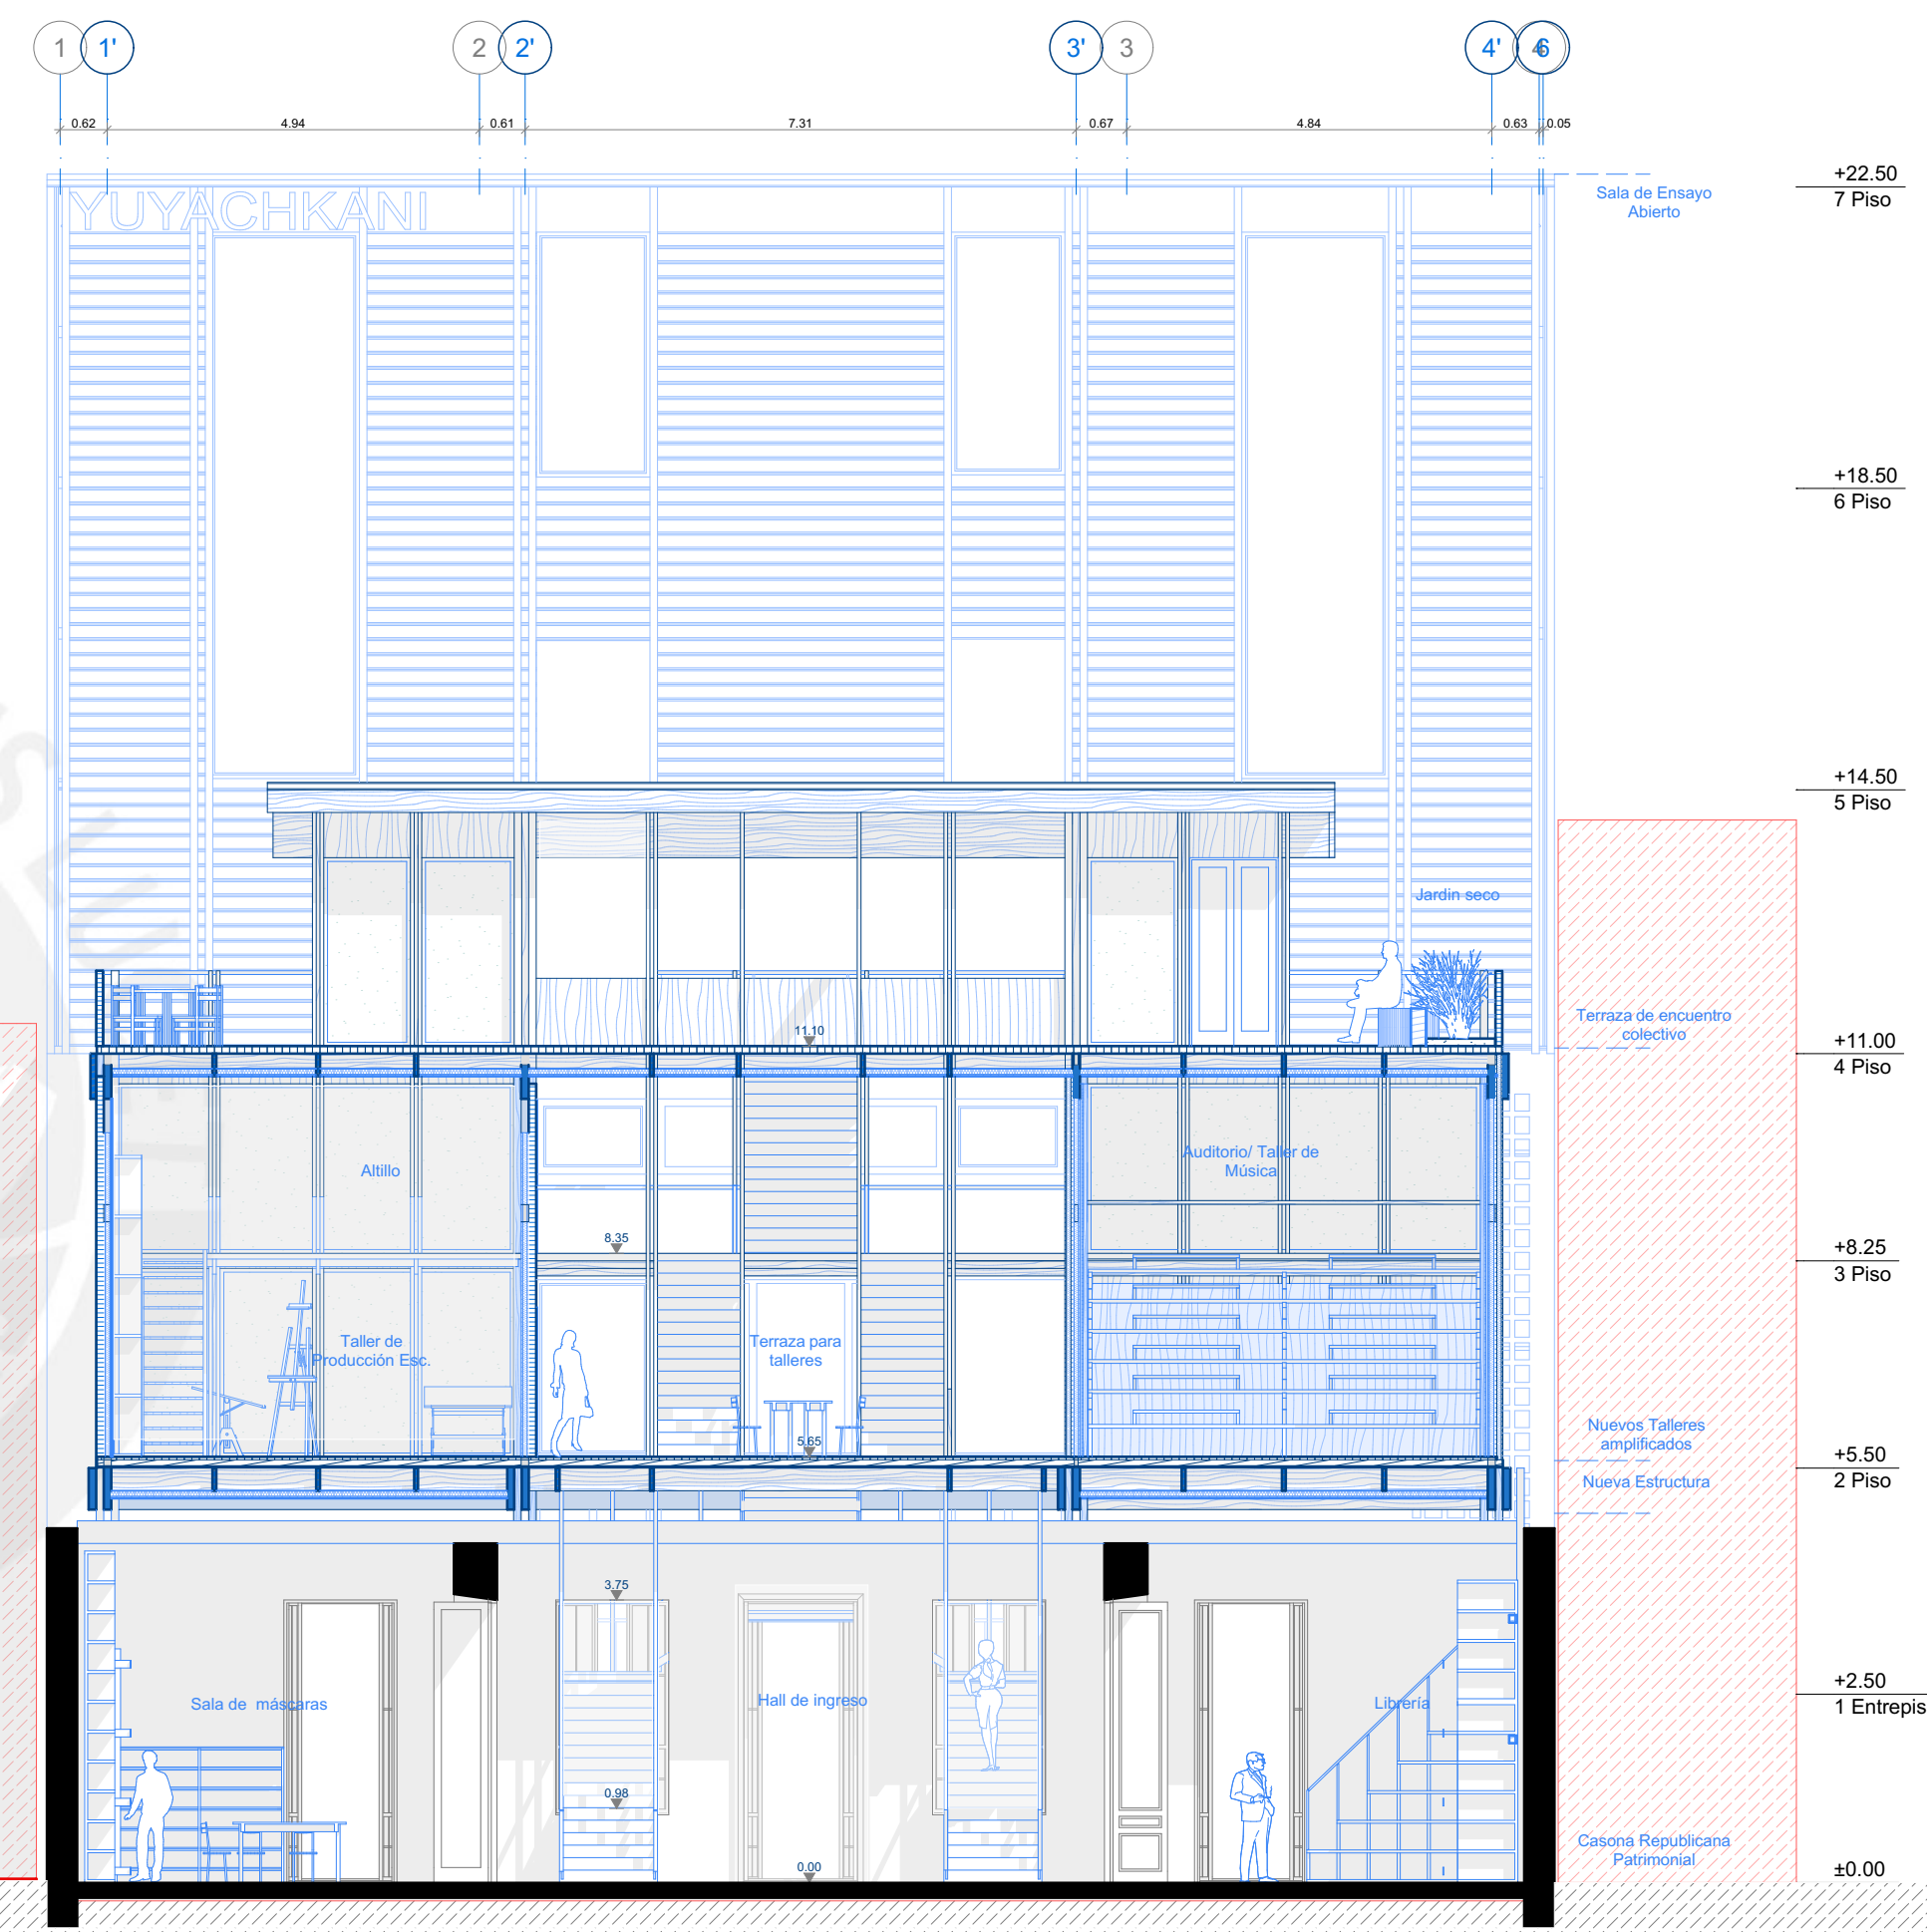 1 1' 2 2' 3' 3 4' 6
0.62 4.94 0.61 7.31 0.67 4.84 0.63 0.05
YUYACHKANI
Sala de Ensayo
Abierto
+22.50
7 Piso
+18.50
6 Piso
+14.50
5 Piso
Jardin seco
Terraza de encuentro
colectivo
11.10
+11.00
4 Piso
Altillo
Auditorio/ Taller de
Música
8.35
+8.25
3 Piso
Taller de
Producción Esc.
Terraza para
talleres
5.65
Nuevos Talleres
amplificados
+5.50
2 Piso
Nueva Estructura
3.75
Sala de máscaras
Hall de ingreso
Librería
+2.50
1 Entrepis
0.98
0.00
Casona Republicana
Patrimonial
±0.00